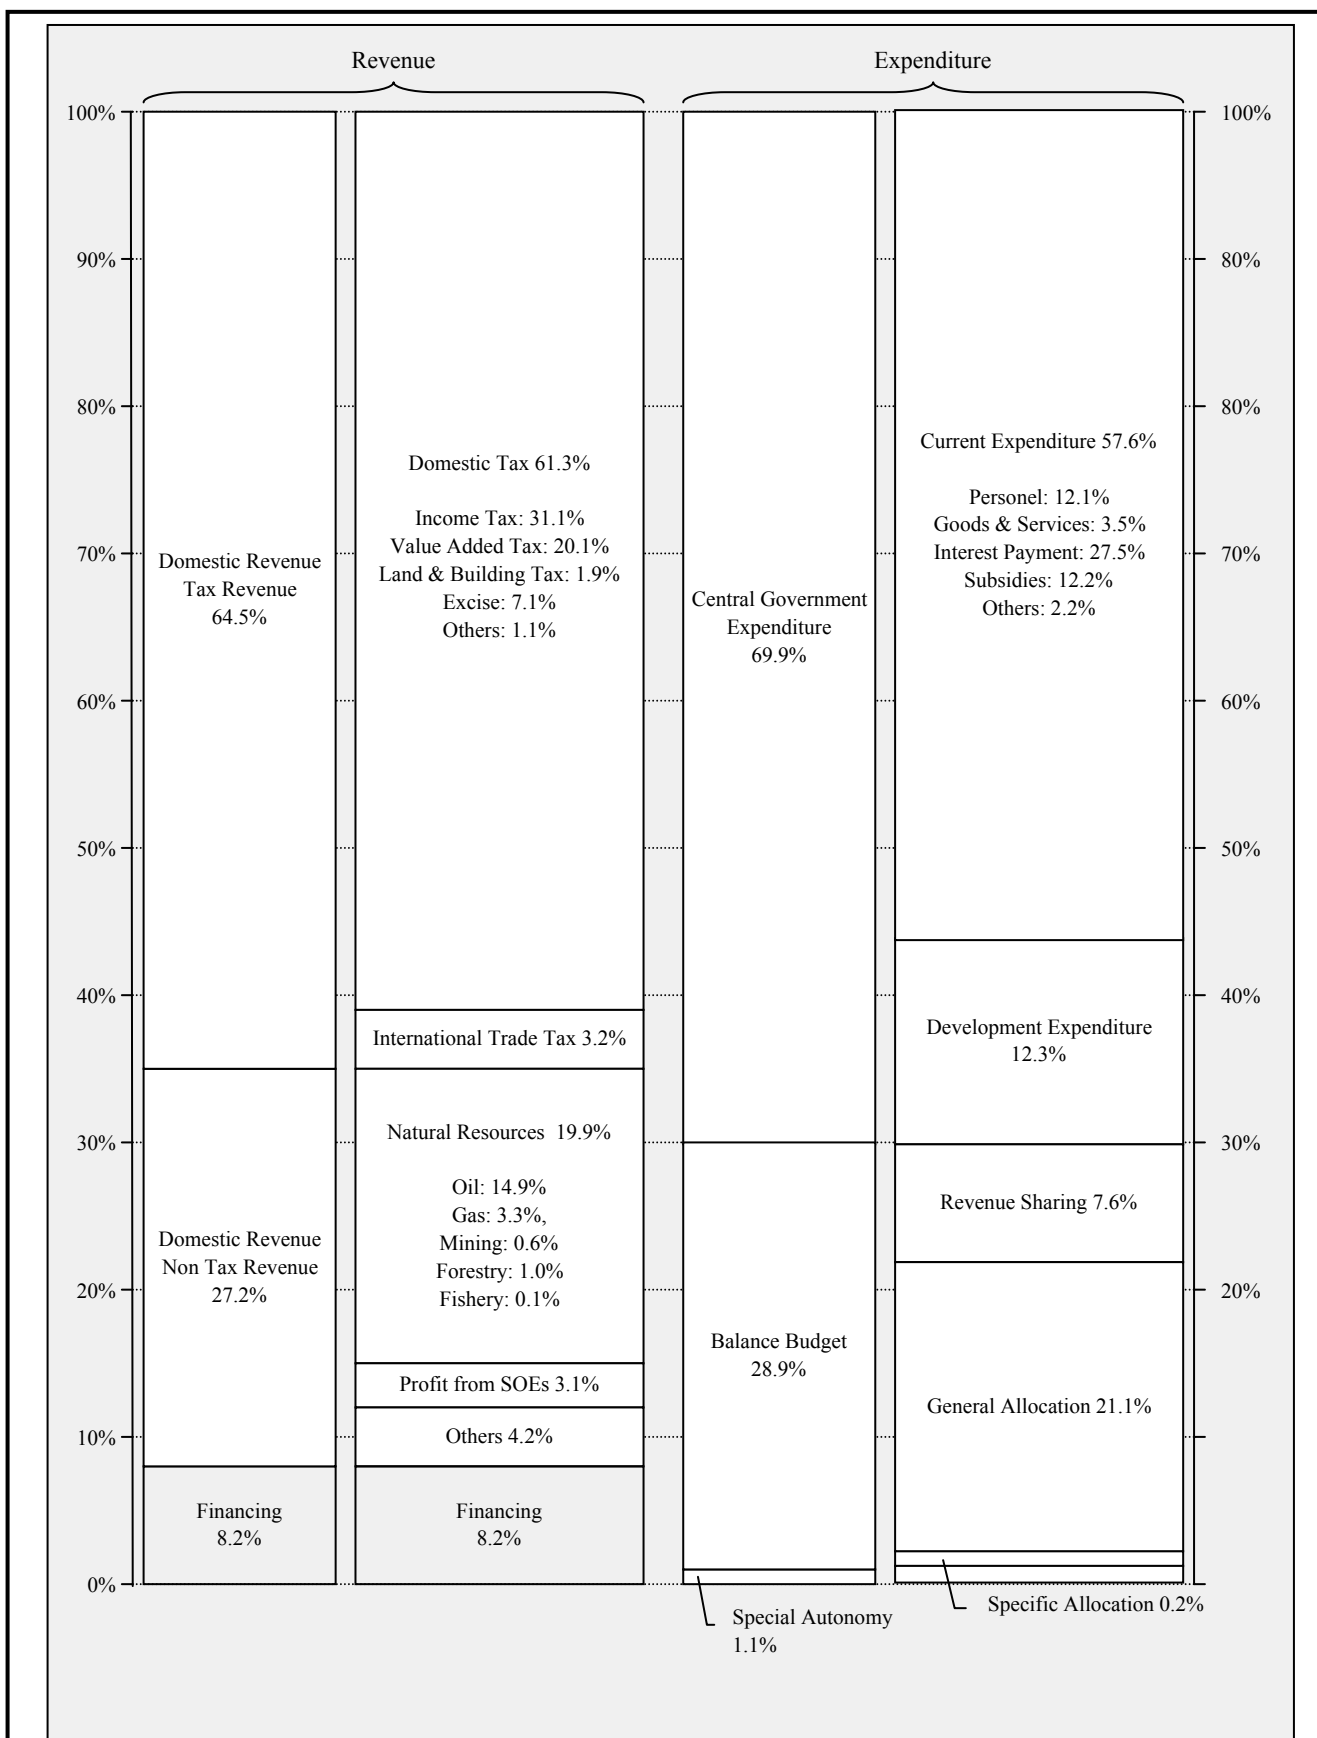 Revenue
Expenditure
100%
90%
80%
70%
60%
50%
40%
30%
20%
10%
0%
Domestic Revenue
Tax Revenue
64.5%
Domestic Revenue
Non Tax Revenue
27.2%
Financing
8.2%
Domestic Tax 61.3%
Income Tax: 31.1%
Value Added Tax: 20.1%
Land & Building Tax: 1.9%
Excise: 7.1%
Others: 1.1%
International Trade Tax 3.2%
Natural Resources 19.9%
Oil: 14.9%
Gas: 3.3%,
Mining: 0.6%
Forestry: 1.0%
Fishery: 0.1%
Profit from SOEs 3.1%
Others 4.2%
Financing
8.2%
Central Government
Expenditure
69.9%
Balance Budget
28.9%
Special Autonomy
1.1%
Current Expenditure 57.6%
Personel: 12.1%
Goods & Services: 3.5%
Interest Payment: 27.5%
Subsidies: 12.2%
Others: 2.2%
Development Expenditure
12.3%
Revenue Sharing 7.6%
General Allocation 21.1%
Specific Allocation 0.2%
100%
80%
80%
70%
60%
50%
40%
30%
20%